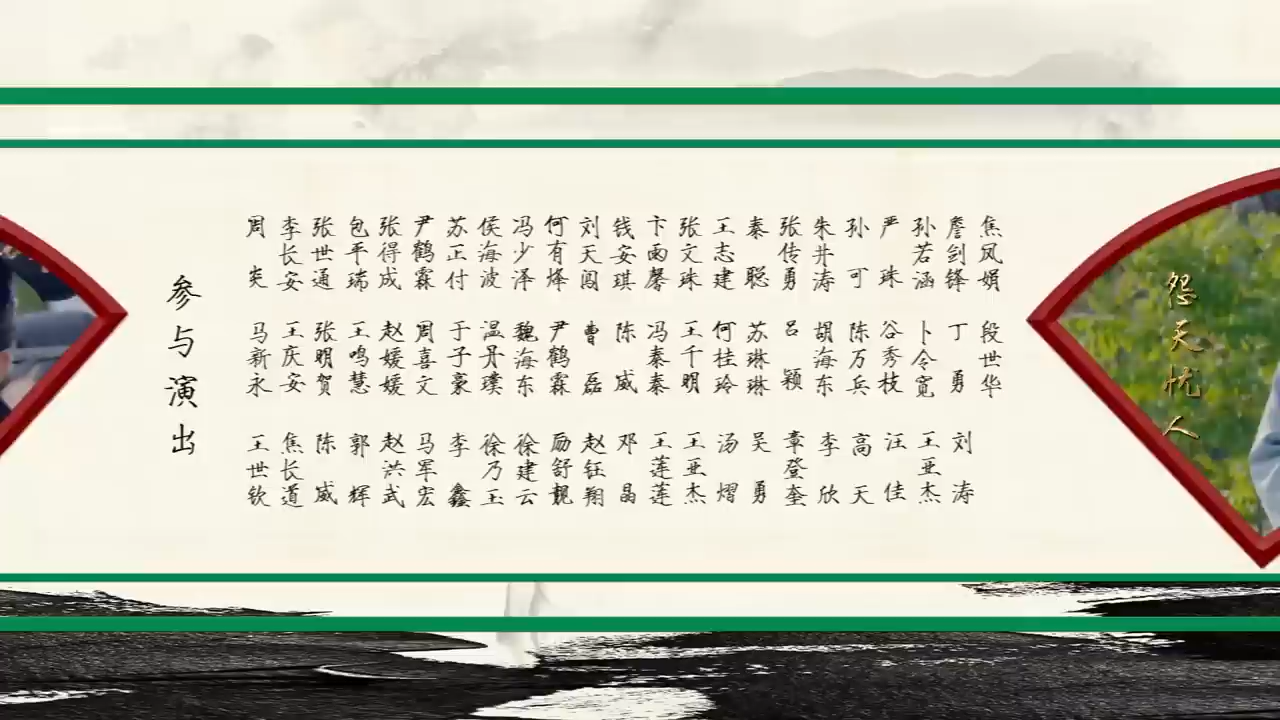 参与演出
周奕
李长安
张世通
包平瑞
张得成
尹鹤霖
苏正付
侯海波
冯少泽
何有烽
刘天闯
钱安琪
卞雨馨
张文珠
王志建
秦聪
张传勇
朱井涛
孙可
严珠
孙若涵
詹剑锋
焦凤娟
马新永
王庆安
张明贺
王鸣慧
赵媛媛
周喜文
于子豪
温丹璞
魏海东
尹鹤霖
曹磊
陈威
冯秦秦
王千明
何桂玲
苏琳琳
吕颖
胡海东
陈万兵
谷秀枝
卜令宽
丁勇
段世华
王世钦
焦长道
陈威
郭辉
赵洪武
马军宏
李鑫
徐乃玉
徐建云
励舒靓
赵钰翔
邓晶
王莲莲
王亚杰
汤熠
吴勇
章登奎
李欣
高天
汪佳
王亚杰
刘涛
怨天忧人